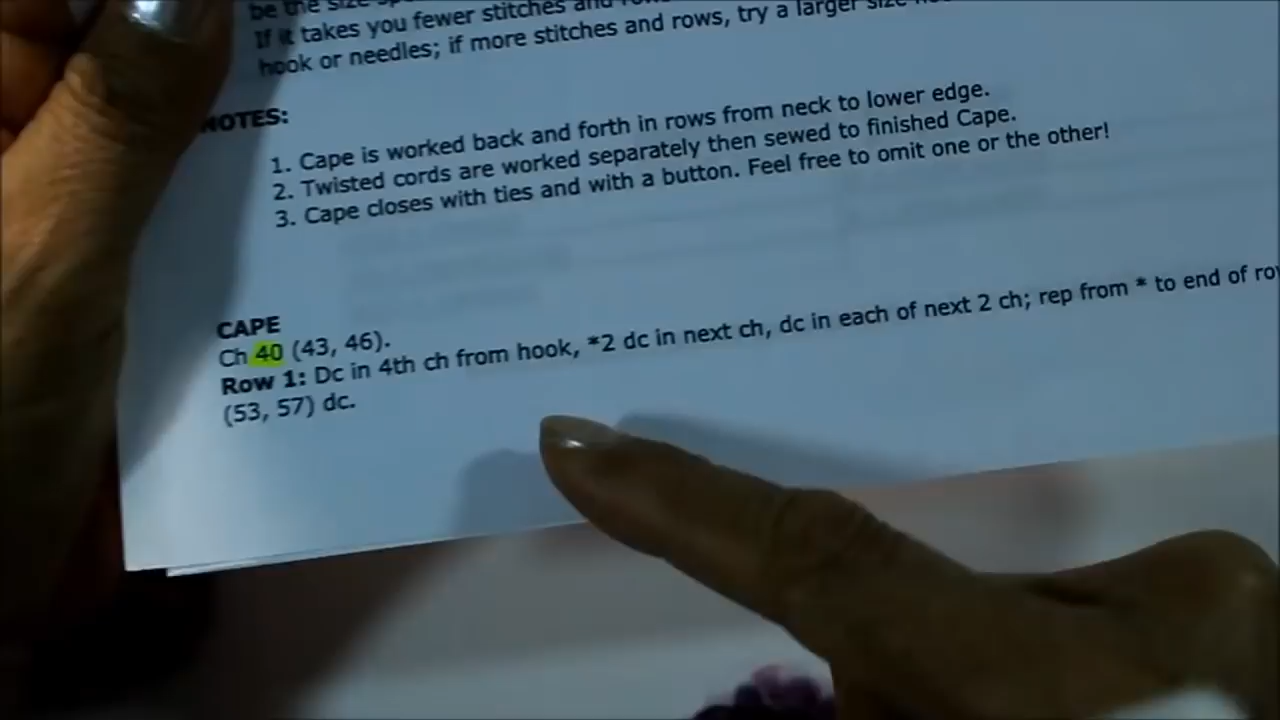 be the size
If it takes you fewer stitches and
hook or needles; if more stitches and rows, try a larger size
NOTES:
1. Cape is worked back and forth in rows from neck to lower edge.
2. Twisted cords are worked separately then sewed to finished Cape.
3. Cape closes with ties and with a button. Feel free to omit one or the other!
CAPE
Ch 40 (43, 46).
Row 1: Dc in 4th ch from hook, *2 dc in next ch, dc in each of next 2 ch; rep from * to end of
(53, 57) dc.